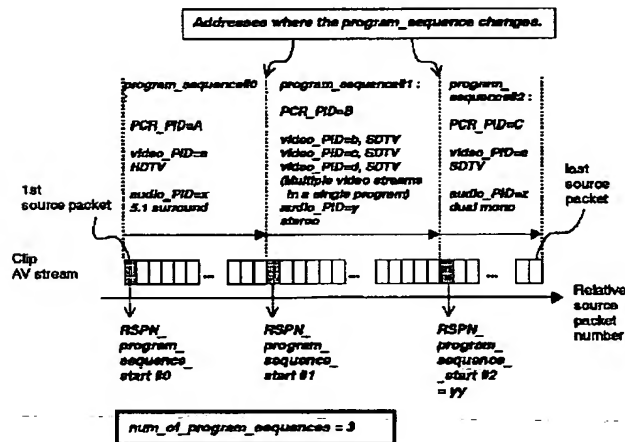 Addresses where the program_sequence changes.
program_sequence#0
PCR_PID=A
video_PID=a
HDTV
audio_PID=x
5.1 surround
program_sequence#1 :
PCR_PID=B
video_PID=b, SDTV
video_PID=c, SDTV
video_PID=d, SDTV
(Multiple video streams
in a single program)
audio_PID=y
stereo
program_
sequence#2 :
PCR_PID=C
video_PID=e
SDTV
audio_PID=z
dual mono
1st
source packet
last
source
packet
Clip
AV stream
...
...
...
Relative
source
packet
number
RSPN_
program_
sequence_
start #0
RSPN_
program_
sequence_
start #1
RSPN_
program_
sequence
_start #2
= yy
num_of_program_sequences = 3